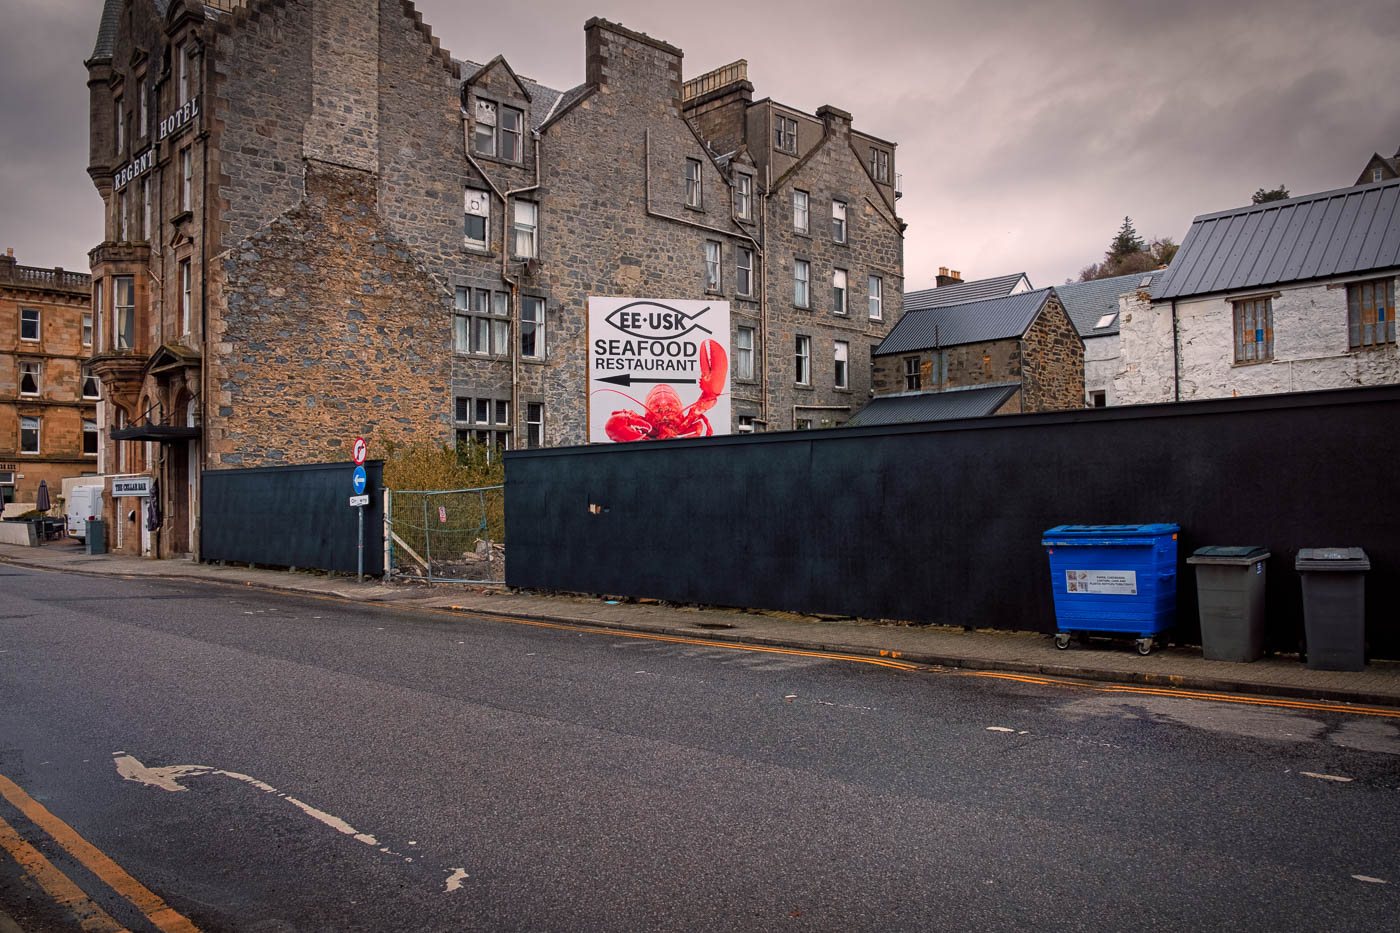 REGENT HOTEL
EE·USK
SEAFOOD
RESTAURANT
THE CELLAR BAR